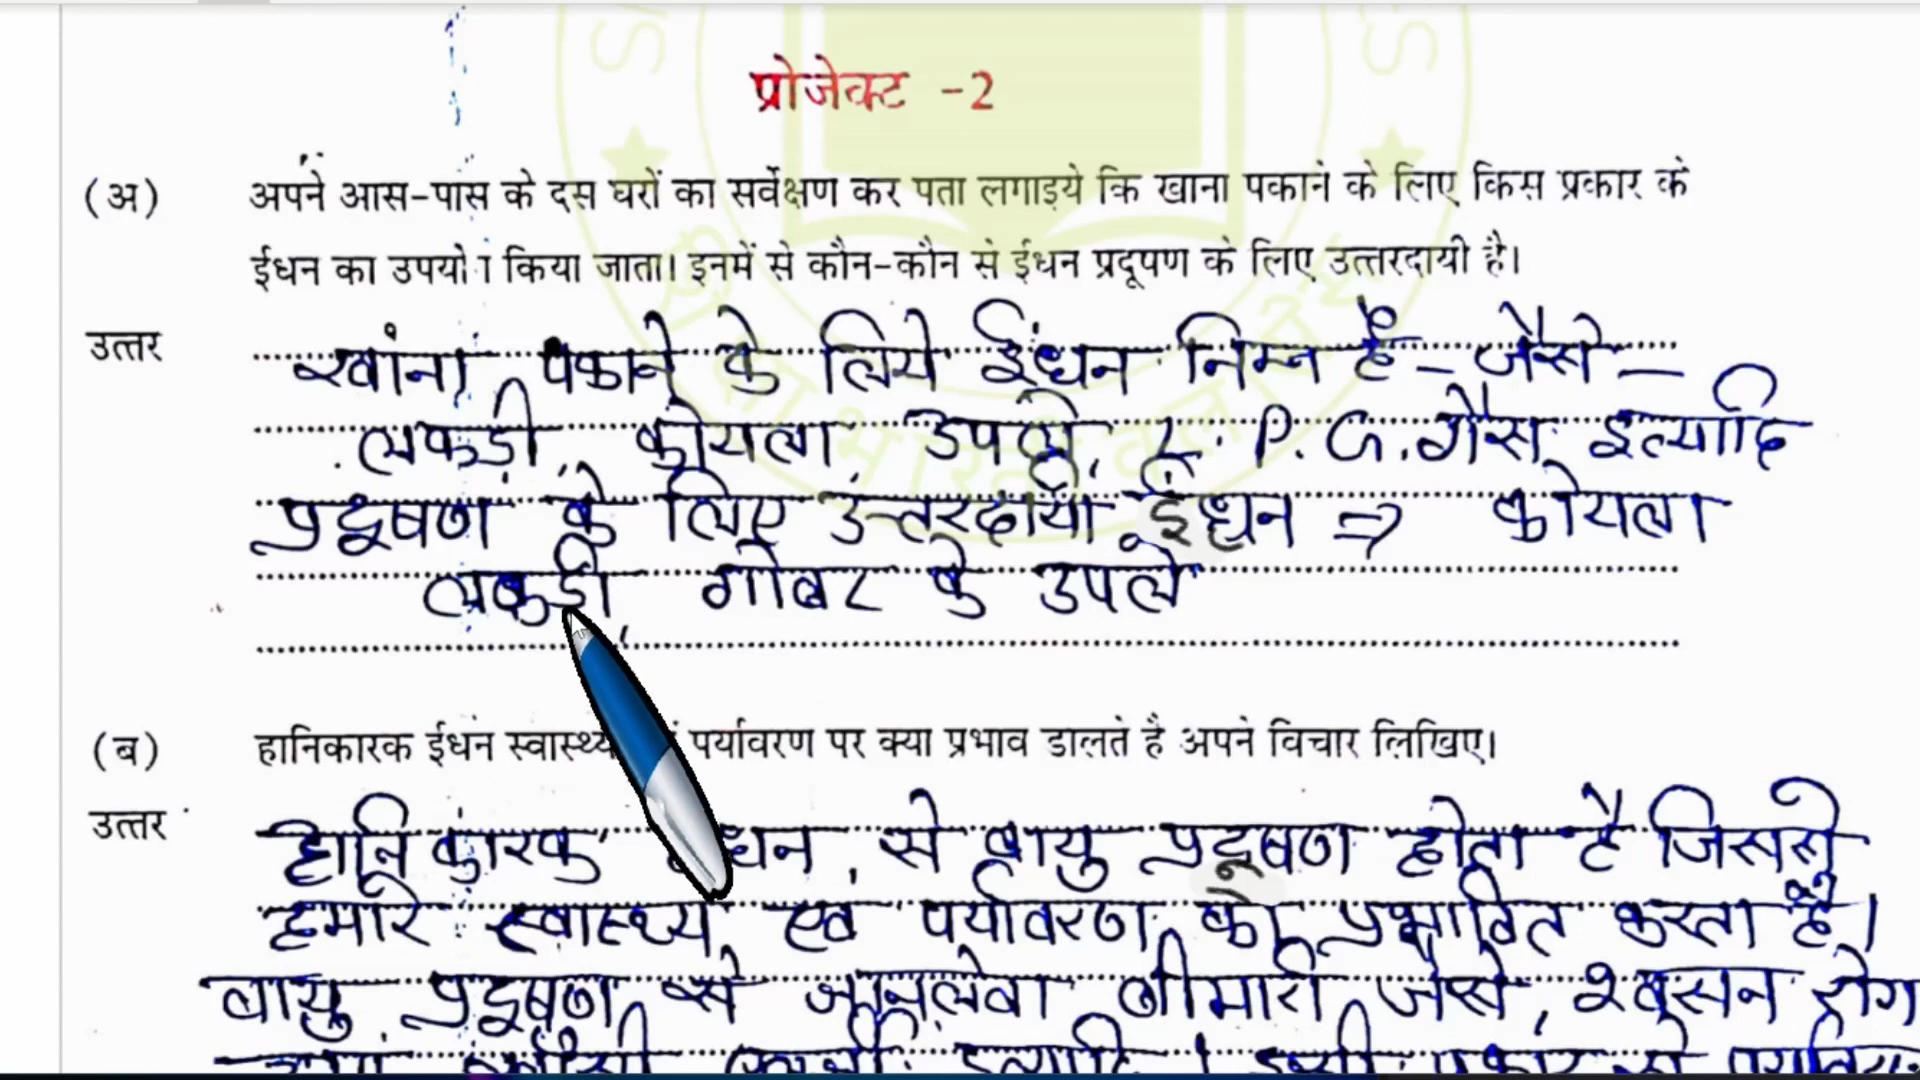 प्रोजेक्ट -2
(अ) अपने आस-पास के दस घरों का सर्वेक्षण कर पता लगाइये कि खाना पकाने के लिए किस प्रकार के
ईधन का उपयो ा किया जाता। इनमें से कौन-कौन से ईधन प्रदूषण के लिए उत्तरदायी है।
उत्तर खांना पकाने के लिये ईंधन निम्न हैं - जैसे -
लकड़ी, कोयला, उपले, L.P.G. गैस, इत्यादि
प्रदूषण के लिए उत्तरदायी ईंधन ⇒ कोयला
लकड़ी, गोबर के उपले
(ब) हानिकारक ईधन स्वास्थ्य पर्यावरण पर क्या प्रभाव डालते है अपने विचार लिखिए।
उत्तर हानिकारक धन, से वायु प्रदूषण होता है जिससे
हमारे स्वास्थ्य एवं पर्यावरण को प्रभावित करता है।
वायु प्रदूषण से जानलेवा बीमारी जैसे, श्वसन रोग